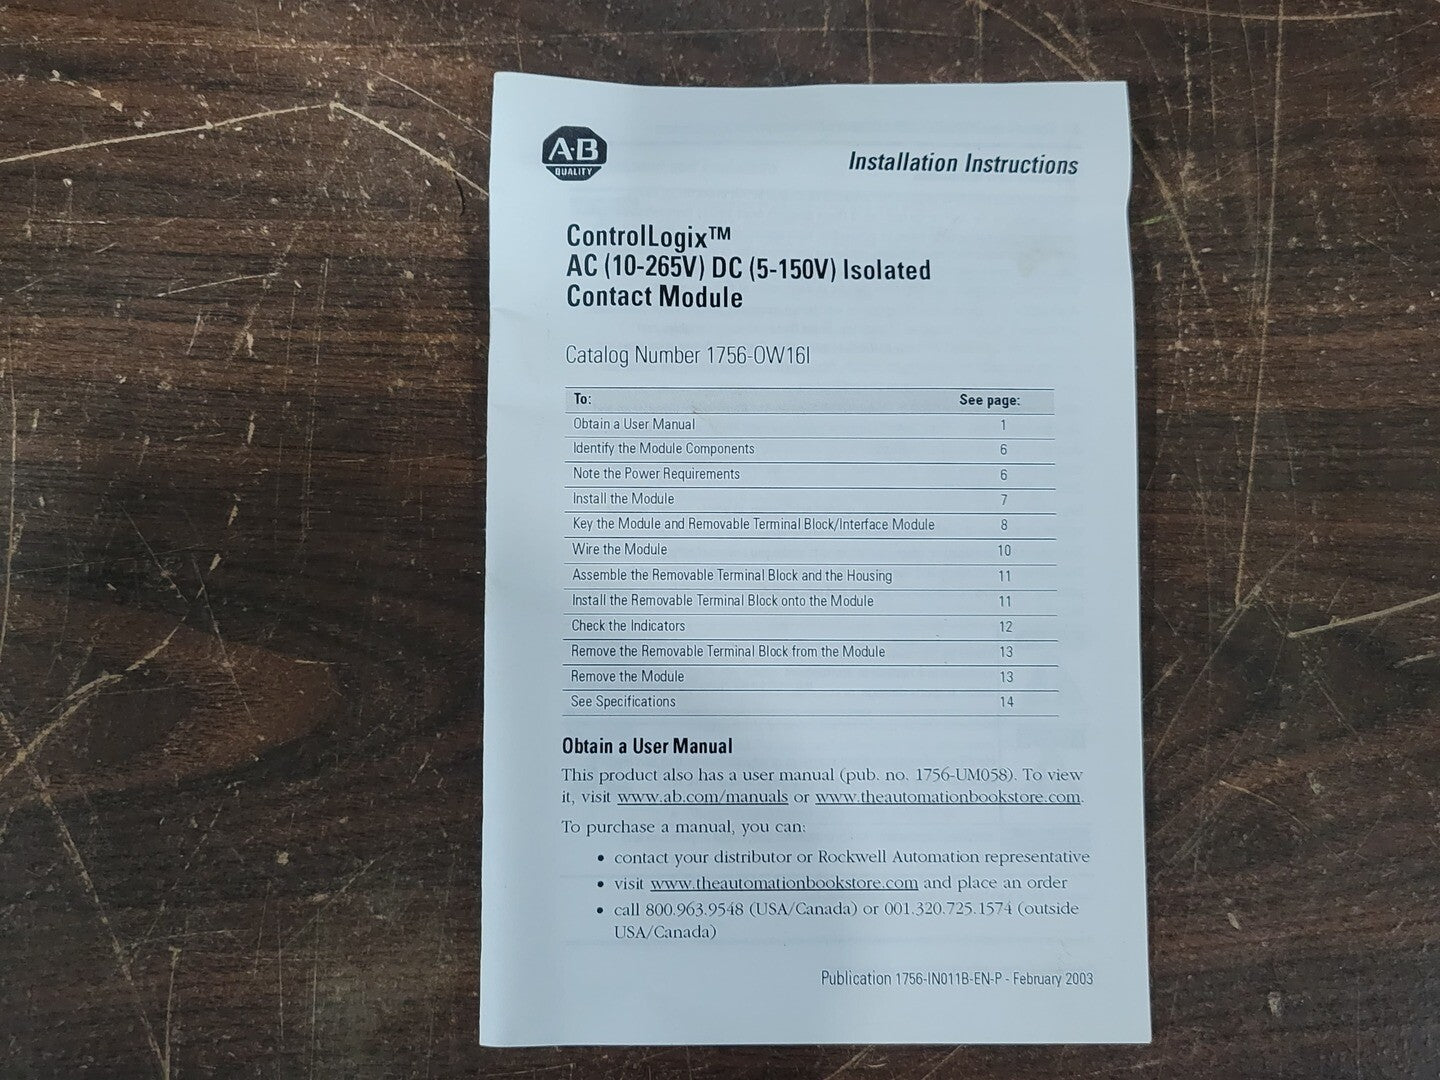 A-B
QUALITY
Installation Instructions
ControlLogix™
AC (10-265V) DC (5-150V) Isolated
Contact Module
Catalog Number 1756-OW16I
To: See page:
Obtain a User Manual 1
Identify the Module Components 6
Note the Power Requirements 6
Install the Module 7
Key the Module and Removable Terminal Block/Interface Module 8
Wire the Module 10
Assemble the Removable Terminal Block and the Housing 11
Install the Removable Terminal Block onto the Module 11
Check the Indicators 12
Remove the Removable Terminal Block from the Module 13
Remove the Module 13
See Specifications 14
Obtain a User Manual
This product also has a user manual (pub. no. 1756-UM058). To view
it, visit www.ab.com/manuals or www.theautomationbookstore.com.
To purchase a manual, you can:
• contact your distributor or Rockwell Automation representative
• visit www.theautomationbookstore.com and place an order
• call 800.963.9548 (USA/Canada) or 001.320.725.1574 (outside
USA/Canada)
Publication 1756-IN011B-EN-P - February 2003